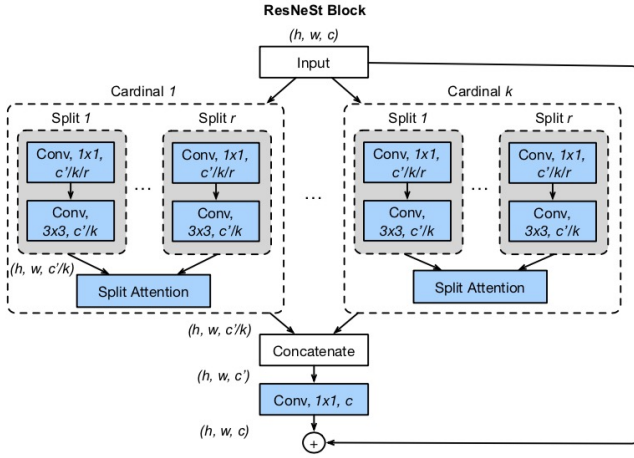 ResNeSt Block
(h, w, c)
Input
Cardinal 1
Cardinal k
Split 1
Split r
Split 1
Split r
Conv, 1x1,
c'/k/r
Conv, 1x1,
c'/k/r
Conv, 1x1,
c'/k/r
Conv, 1x1,
c'/k/r
...
...
...
Conv,
3x3, c'/k
Conv,
3x3, c'/k
Conv,
3x3, c'/k
Conv,
3x3, c'/k
(h, w, c'/k)
Split Attention
Split Attention
(h, w, c'/k)
Concatenate
(h, w, c')
Conv, 1x1, c
(h, w, c)
+